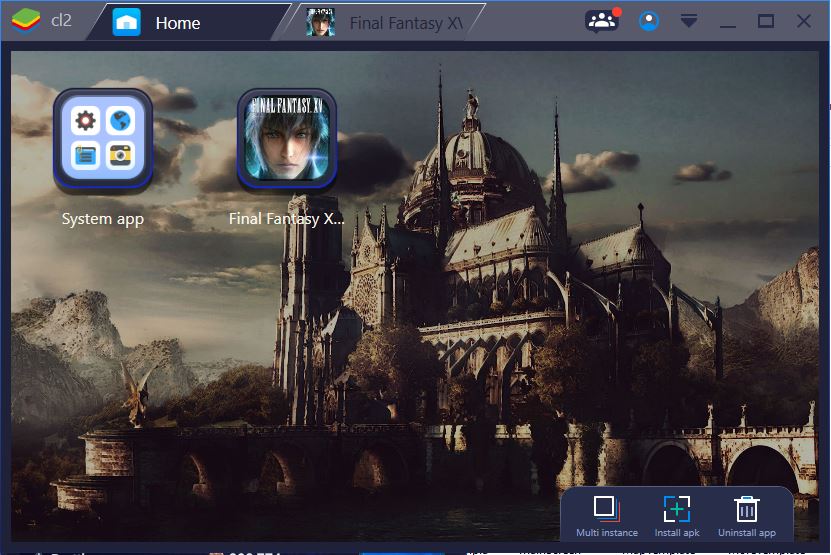 cl2
Home
Final Fantasy X\
FINAL FANTASY XV
System app
Final Fantasy X...
Multi instance
Install apk
Uninstall app